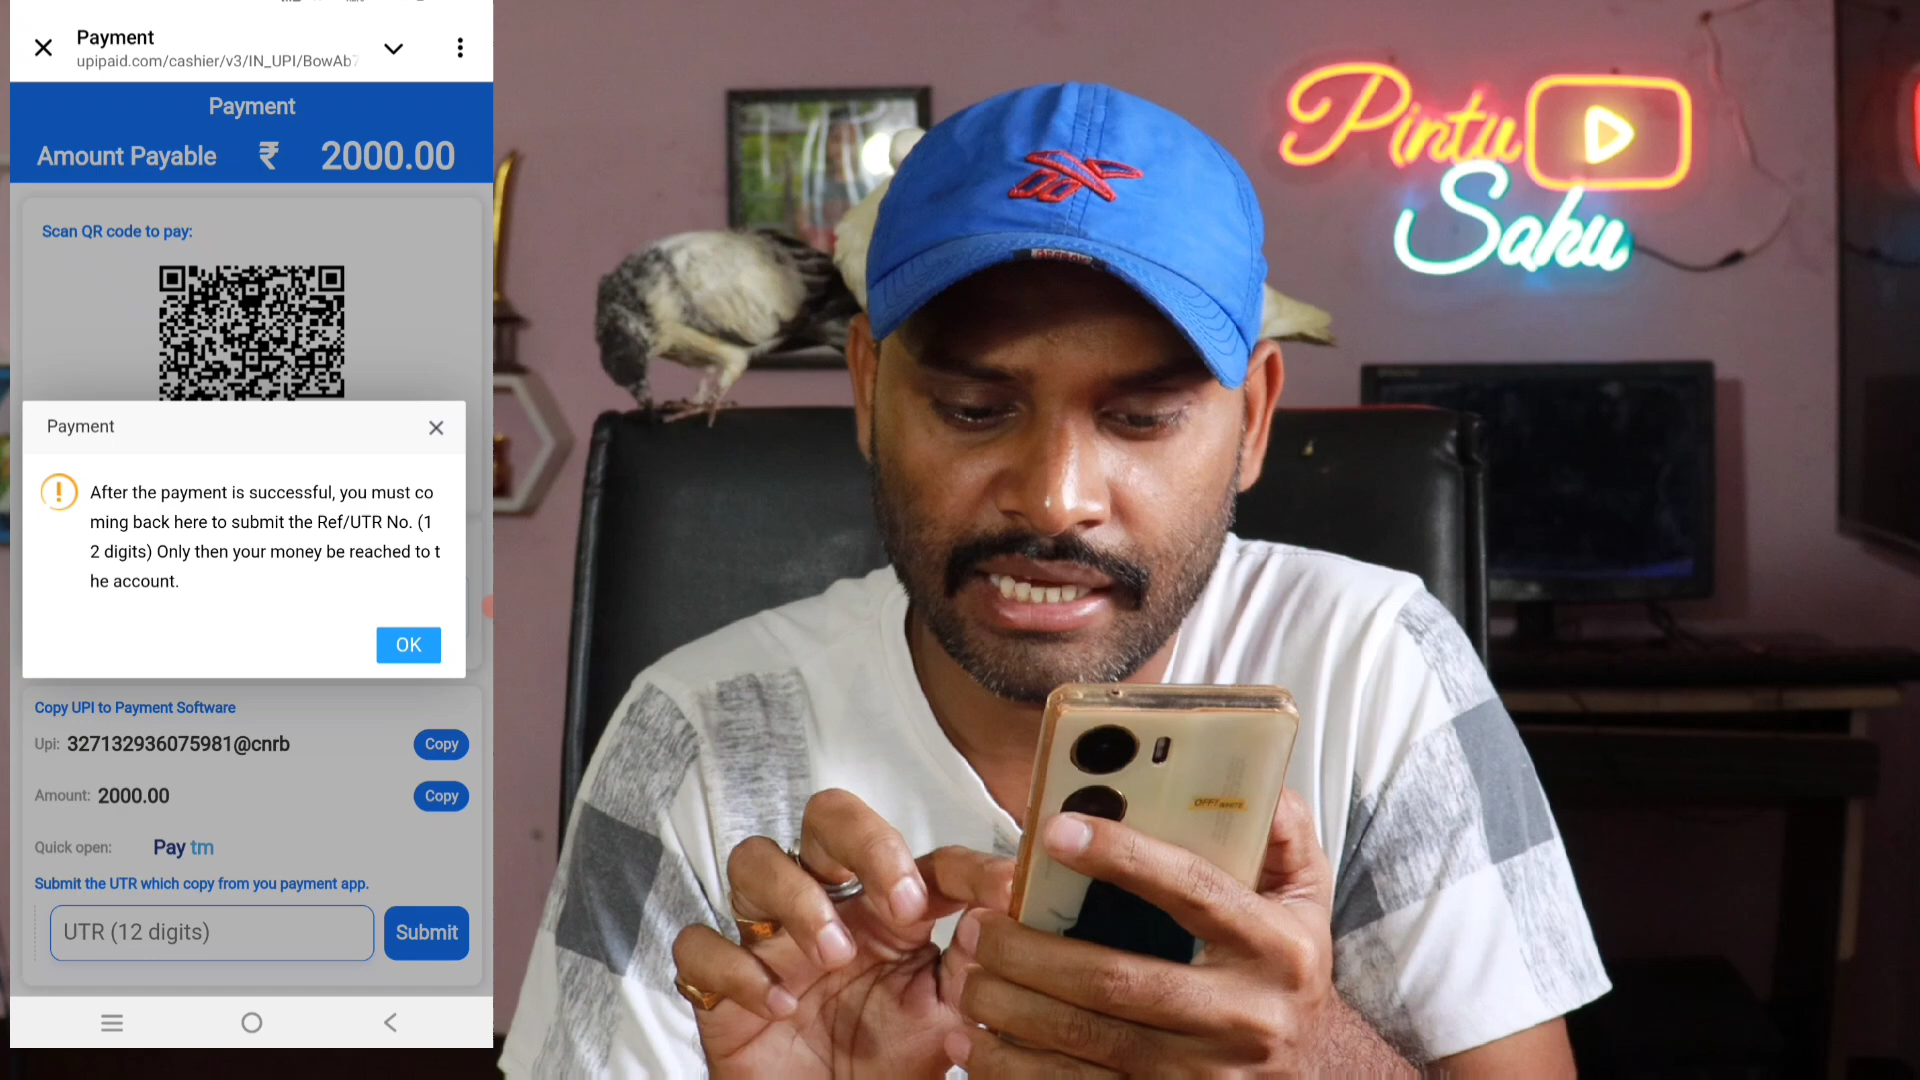 Payment
upipaid.com/cashier/v3/IN_UPI/BowAb7
Payment
Amount Payable ₹ 2000.00
Scan QR code to pay:
Payment
After the payment is successful, you must co
ming back here to submit the Ref/UTR No. (1
2 digits) Only then your money be reached to t
he account.
OK
Copy UPI to Payment Software
Upi: 327132936075981@cnrb
Copy
Amount: 2000.00
Copy
Quick open: Paytm
Submit the UTR which copy from you payment app.
UTR (12 digits)
Submit
Pintu
Sahu
OFF WHITE